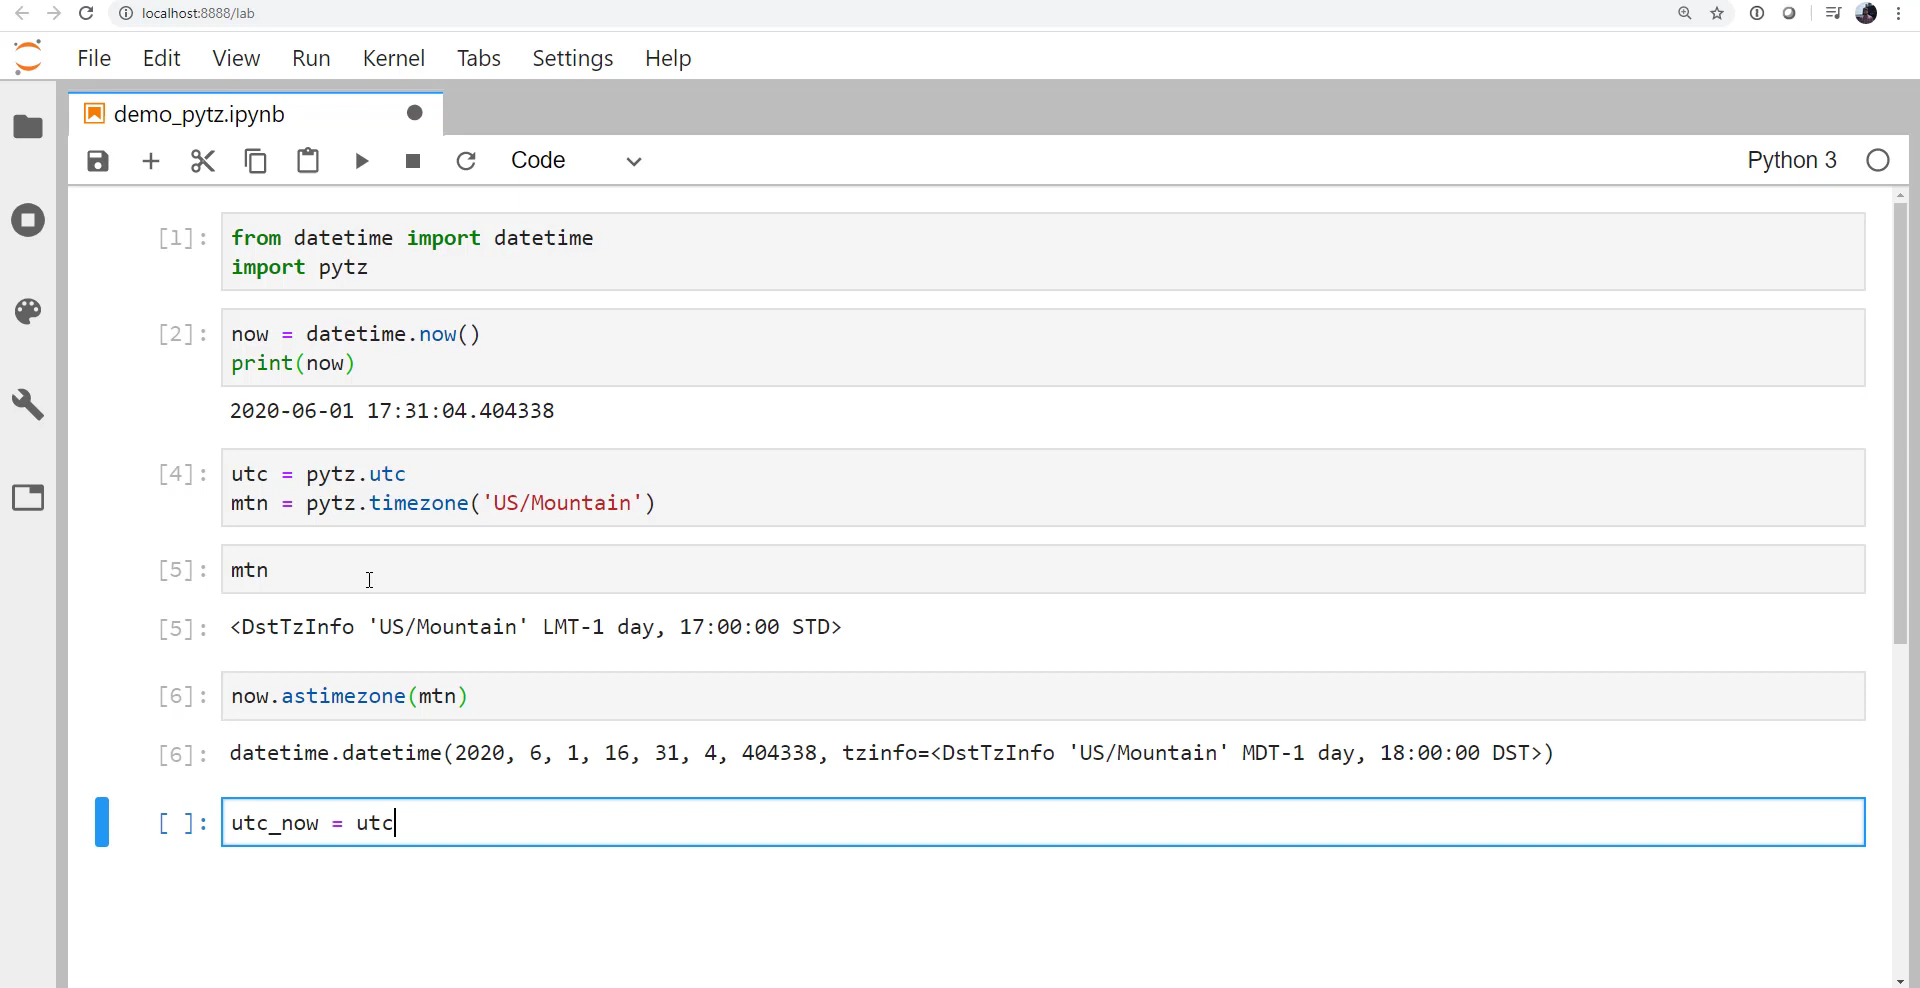 localhost:8888/lab
File Edit View Run Kernel Tabs Settings Help
demo_pytz.ipynb
Code
Python 3
[1]: from datetime import datetime
import pytz
[2]: now = datetime.now()
print(now)
2020-06-01 17:31:04.404338
[4]: utc = pytz.utc
mtn = pytz.timezone('US/Mountain')
[5]: mtn
[5]: <DstTzInfo 'US/Mountain' LMT-1 day, 17:00:00 STD>
[6]: now.astimezone(mtn)
[6]: datetime.datetime(2020, 6, 1, 16, 31, 4, 404338, tzinfo=<DstTzInfo 'US/Mountain' MDT-1 day, 18:00:00 DST>)
[ ]: utc_now = utc